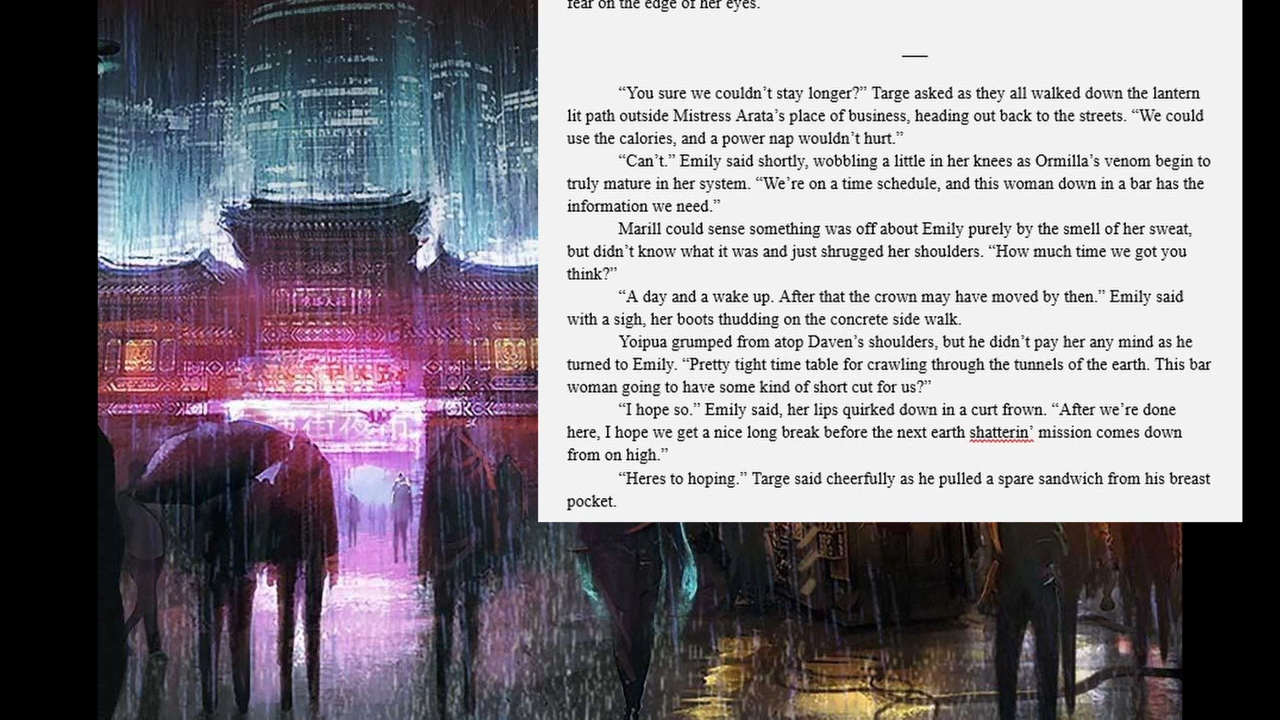 fear on the edge of her eyes.
“You sure we couldn’t stay longer?” Targe asked as they all walked down the lantern
lit path outside Mistress Arata’s place of business, heading out back to the streets. “We could
use the calories, and a power nap wouldn’t hurt.”
“Can’t.” Emily said shortly, wobbling a little in her knees as Ormilla’s venom begin to
truly mature in her system. “We’re on a time schedule, and this woman down in a bar has the
information we need.”
Marill could sense something was off about Emily purely by the smell of her sweat,
but didn’t know what it was and just shrugged her shoulders. “How much time we got you
think?”
“A day and a wake up. After that the crown may have moved by then.” Emily said
with a sigh, her boots thudding on the concrete side walk.
Yoipua grumped from atop Daven’s shoulders, but he didn’t pay her any mind as he
turned to Emily. “Pretty tight time table for crawling through the tunnels of the earth. This bar
woman going to have some kind of short cut for us?”
“I hope so.” Emily said, her lips quirked down in a curt frown. “After we’re done
here, I hope we get a nice long break before the next earth shatterin’ mission comes down
from on high.”
“Heres to hoping.” Targe said cheerfully as he pulled a spare sandwich from his breast
pocket.